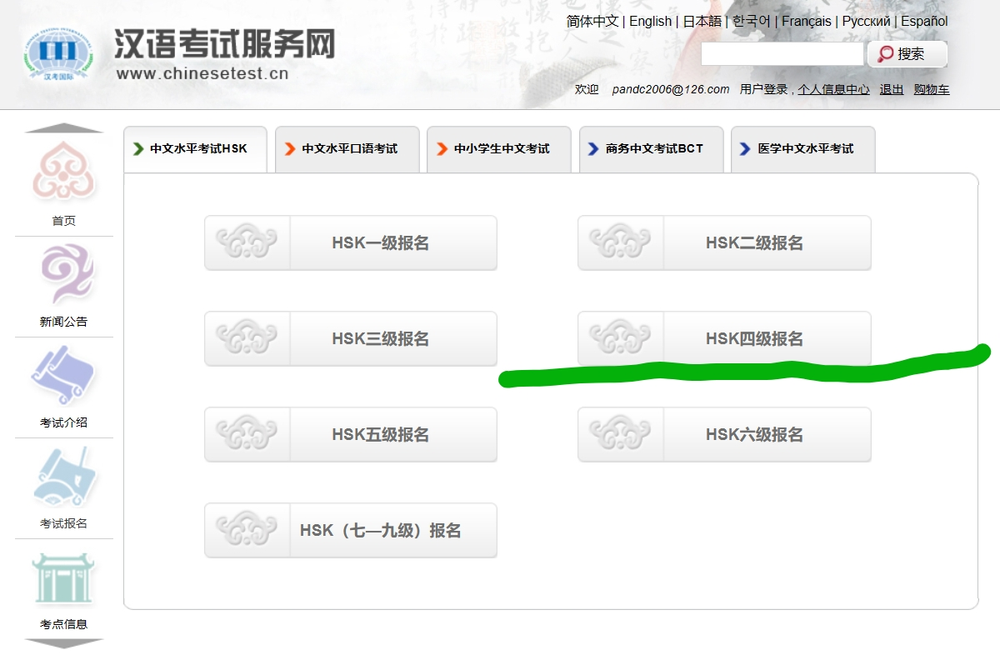 简体中文 | English | 日本語 | 한국어 | Français | Русский | Español
汉语考试服务网
www.chinesetest.cn
汉考国际
搜索
欢迎 pandc2006@126.com 用户登录 , 个人信息中心 退出 购物车
中文水平考试HSK
中文水平口语考试
中小学生中文考试
商务中文考试BCT
医学中文水平考试
首页
新闻公告
考试介绍
考试报名
考点信息
HSK一级报名
HSK二级报名
HSK三级报名
HSK四级报名
HSK五级报名
HSK六级报名
HSK（七—九级）报名